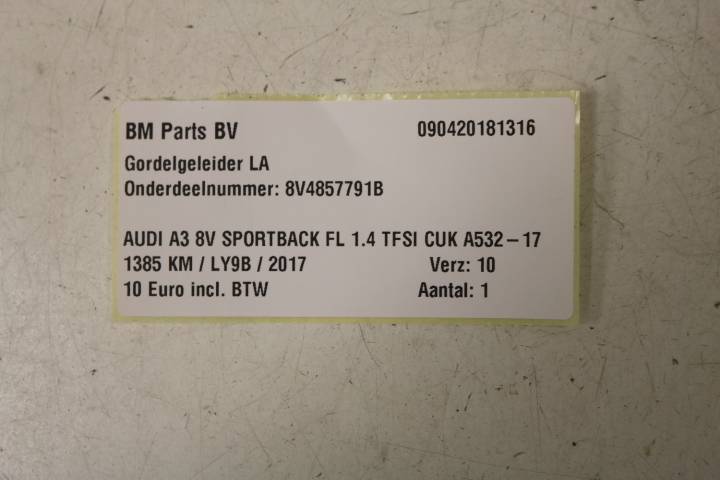 BM Parts BV 090420181316
Gordelgeleider LA
Onderdeelnummer: 8V4857791B
AUDI A3 8V SPORTBACK FL 1.4 TFSI CUK A532-17
1385 KM / LY9B / 2017 Verz: 10
10 Euro incl. BTW Aantal: 1